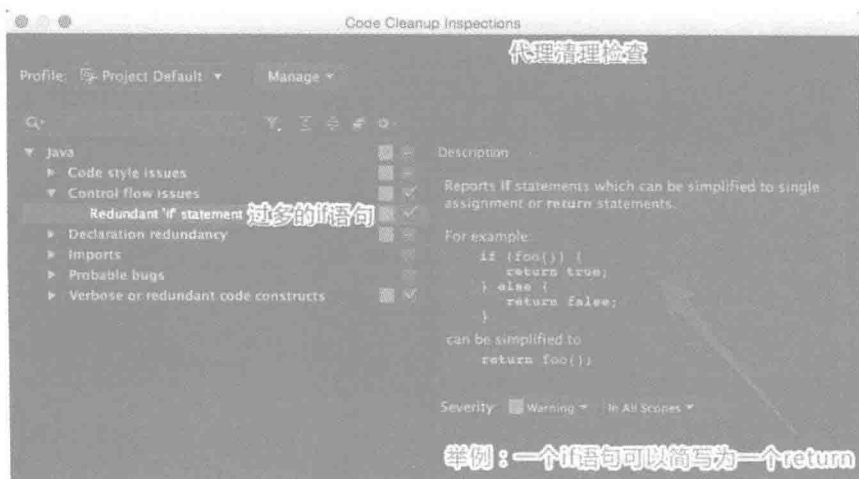 Code Cleanup Inspections
代理清理检查
Profile: Project Default
Manage
Java
Code style issues
Control flow issues
Redundant 'if' statement 过多的if语句
Declaration redundancy
Imports
Probable bugs
Verbose or redundant code constructs
Description
Reports If statements which can be simplified to single
assignment or return statements.
For example:
if (foo()) {
return true;
} else {
return false;
}
can be simplified to
return foo();
Severity: Warning In All Scopes
举例：一个if语句可以简写为一个return